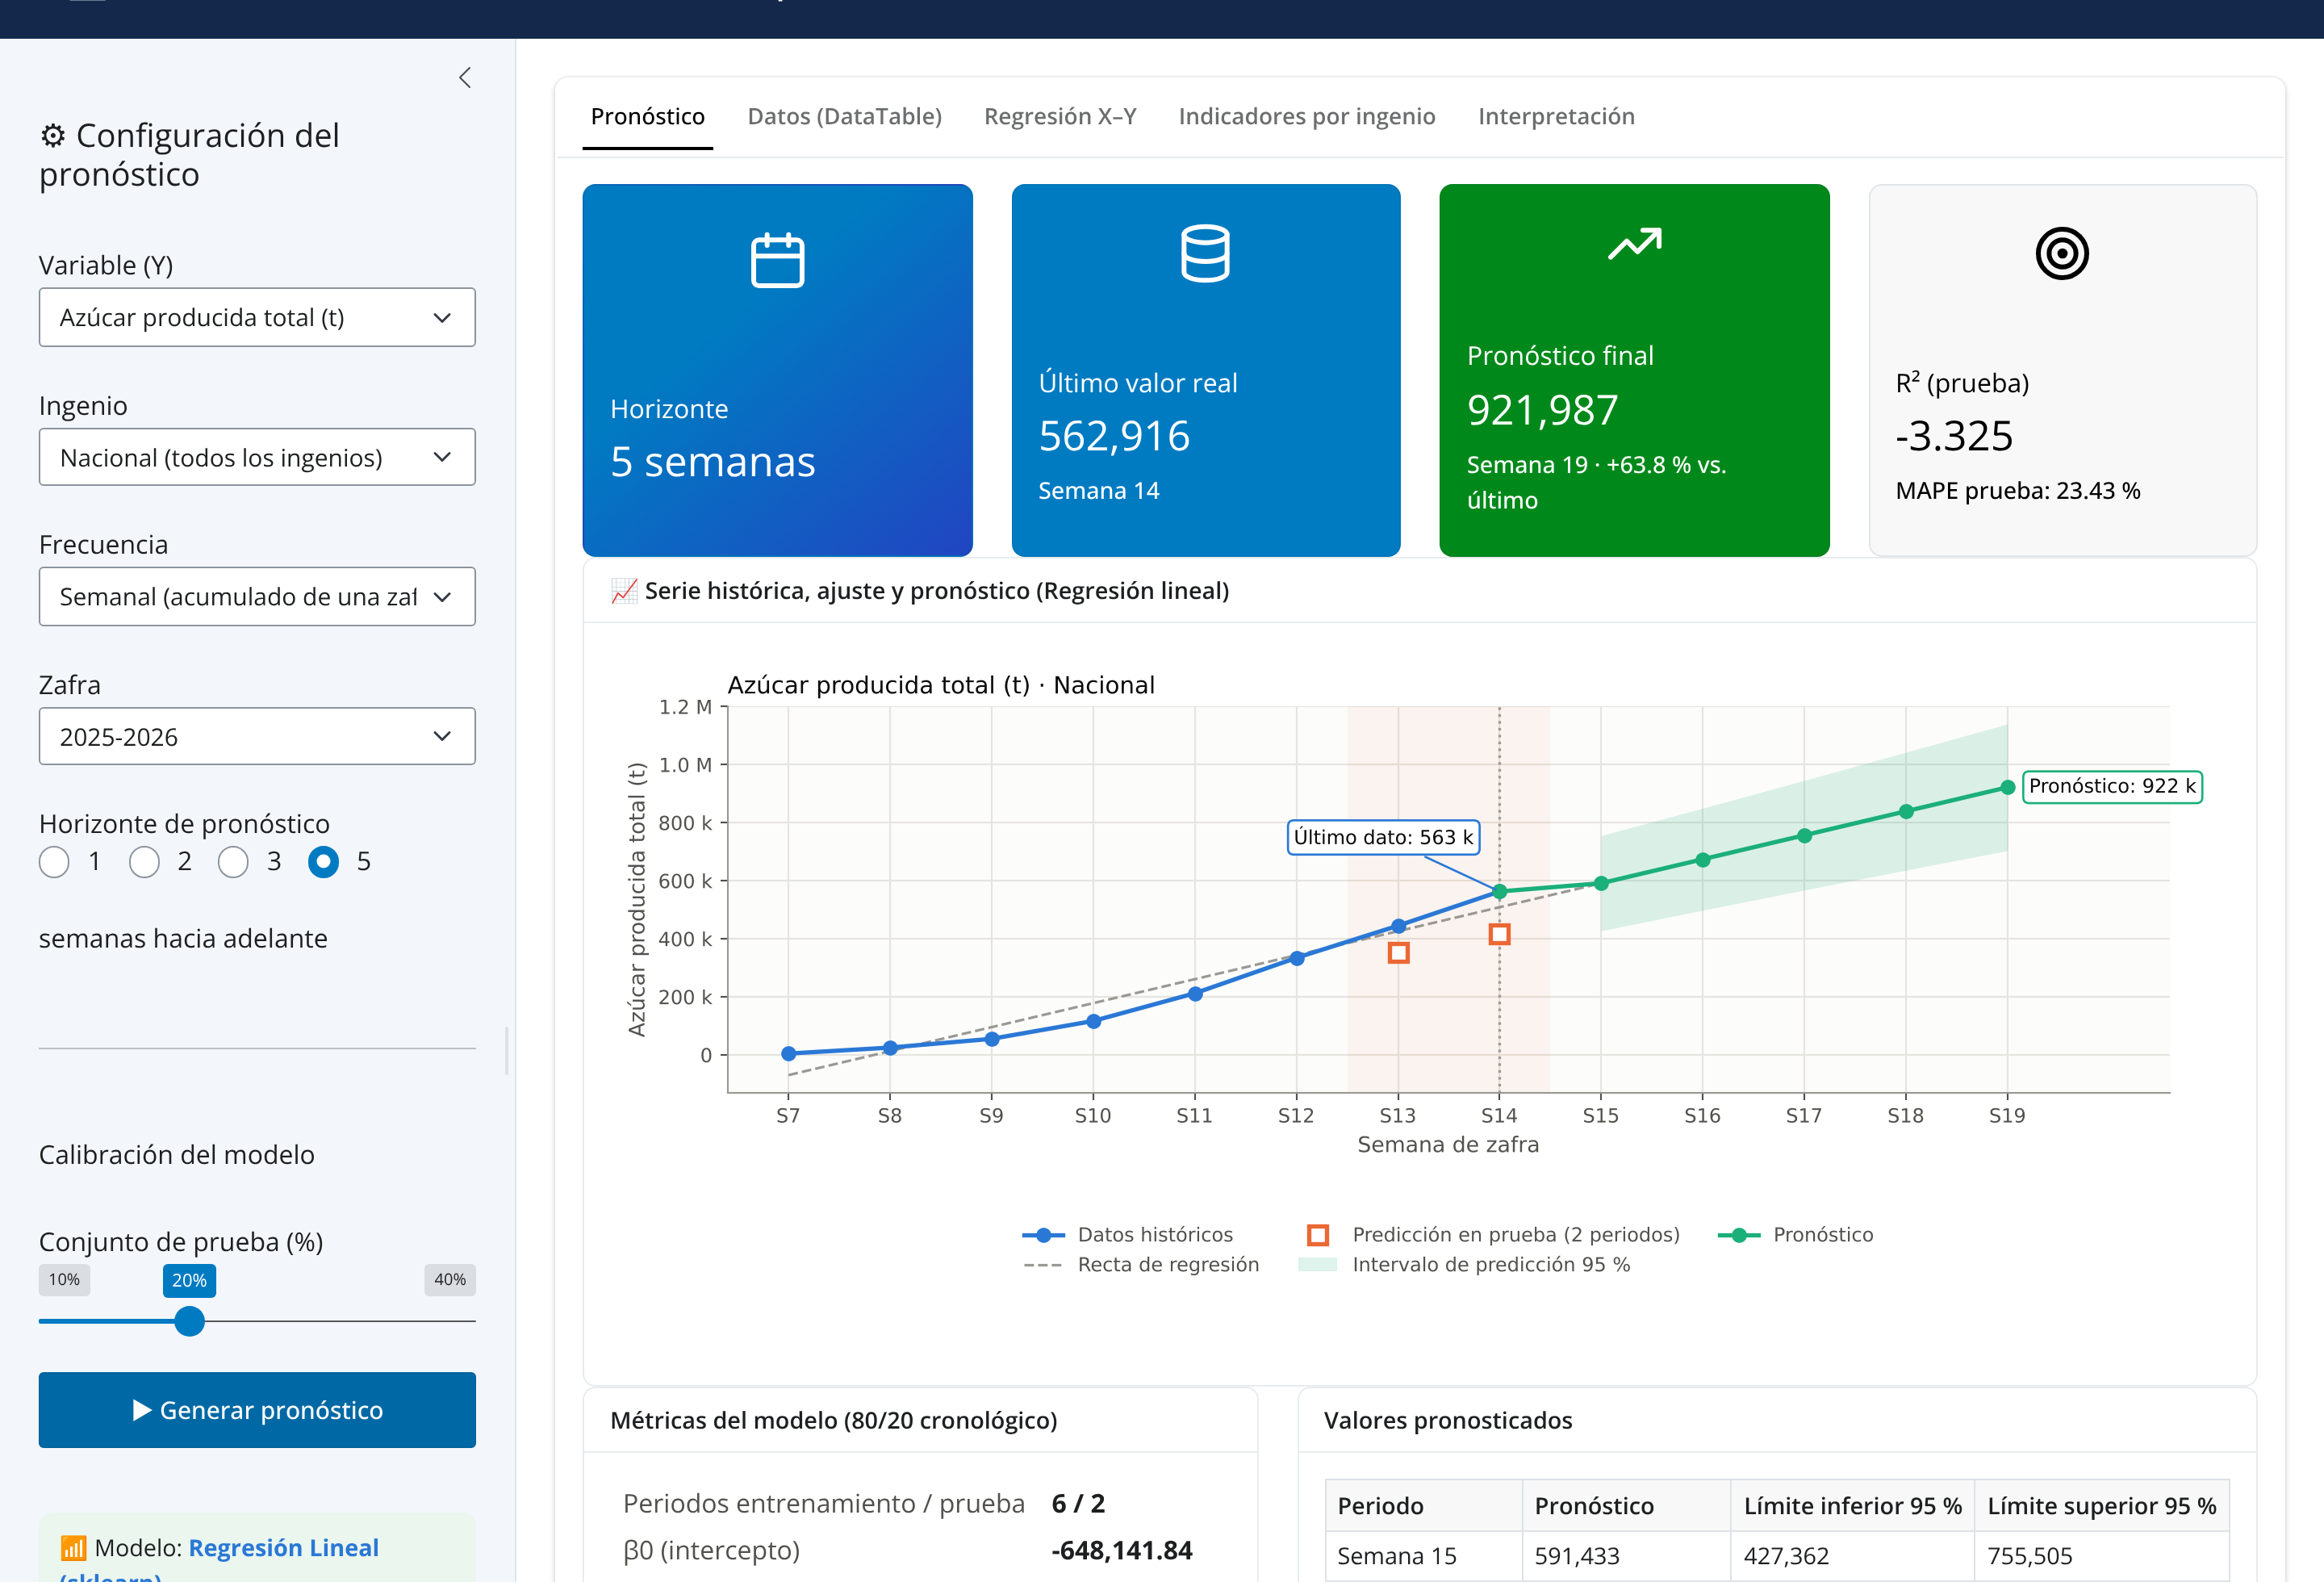 ⚙ Configuración del
pronóstico
Variable (Y)
Azúcar producida total (t)
Ingenio
Nacional (todos los ingenios)
Frecuencia
Semanal (acumulado de una zaf
Zafra
2025-2026
Horizonte de pronóstico
1 2 3 5
semanas hacia adelante
Calibración del modelo
Conjunto de prueba (%)
10% 20% 40%
▶ Generar pronóstico
📶 Modelo: Regresión Lineal
(sklearn)
Pronóstico Datos (DataTable) Regresión X–Y Indicadores por ingenio Interpretación
Horizonte
5 semanas
Último valor real
562,916
Semana 14
Pronóstico final
921,987
Semana 19 · +63.8 % vs.
último
R² (prueba)
-3.325
MAPE prueba: 23.43 %
📈 Serie histórica, ajuste y pronóstico (Regresión lineal)
Azúcar producida total (t) · Nacional
Azúcar producida total (t)
1.2 M
1.0 M
800 k
600 k
400 k
200 k
0
Último dato: 563 k
Pronóstico: 922 k
S7 S8 S9 S10 S11 S12 S13 S14 S15 S16 S17 S18 S19
Semana de zafra
Datos históricos Predicción en prueba (2 periodos) Pronóstico
Recta de regresión Intervalo de predicción 95 %
Métricas del modelo (80/20 cronológico)
Periodos entrenamiento / prueba 6 / 2
β0 (intercepto) -648,141.84
Valores pronosticados
Periodo Pronóstico Límite inferior 95 % Límite superior 95 %
Semana 15 591,433 427,362 755,505